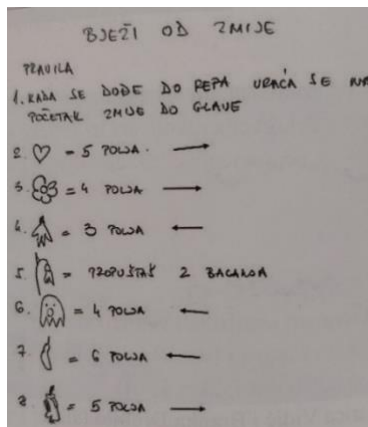 BJEŽI OD ZMIJE
PRAVILA
1. KADA SE DOĐE DO REPA VRAĆA SE NA
POČETAK ZMIJE DO GLAVE
2. = 5 POLJA. →
3. = 4 POLJA →
4. = 3 POLJA ←
5. = PROPUŠTAŠ 2 BACANJA
6. = 4 POLJA ←
7. = 6 POLJA ←
8. = 5 POLJA →